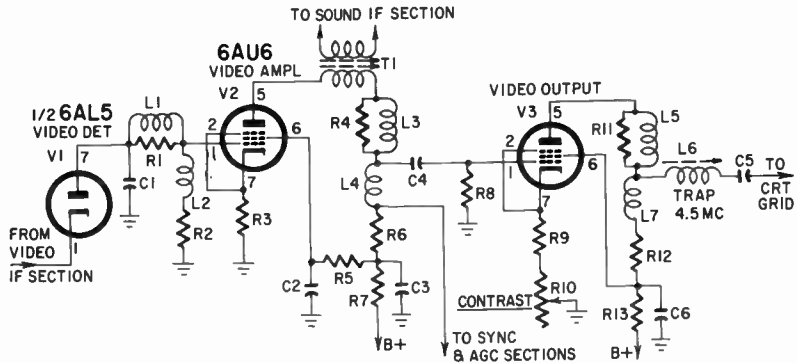 TO SOUND IF SECTION
T1
6AU6
VIDEO AMPL
V2
5
2
1
6
7
1/2 6AL5
VIDEO DET
V1
7
1
L1
R1
C1
L2
R2
R3
FROM VIDEO
IF SECTION
R4
L3
L4
C4
R8
R6
R5
C2
C3
R7
B+
TO SYNC
& AGC SECTIONS
VIDEO OUTPUT
V3
5
2
1
6
7
R9
R10
CONTRAST
R11
L5
L6
C5
TO
CRT
GRID
TRAP
4.5 MC
L7
R12
R13
C6
B+